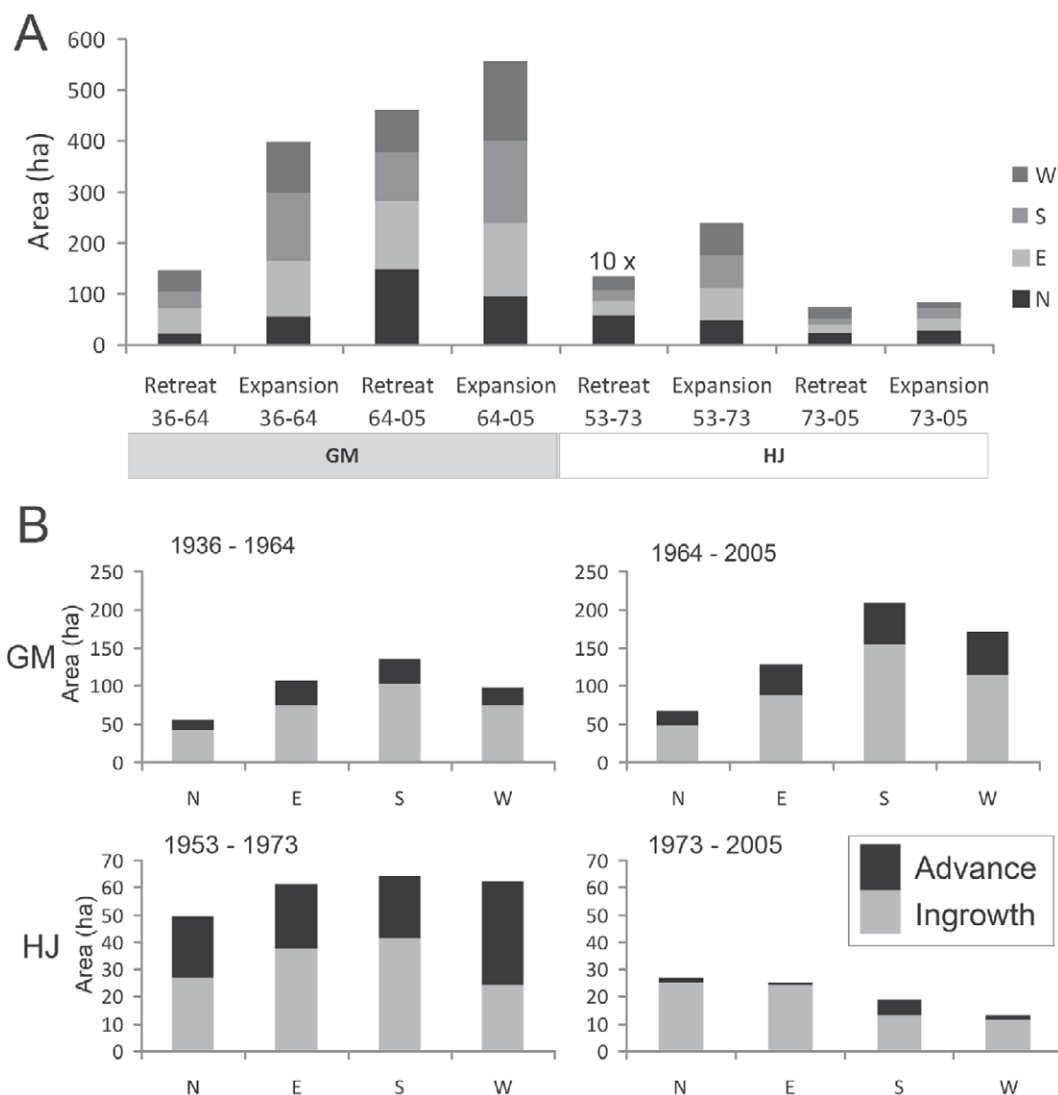 A
Area (ha)
600
500
400
300
200
100
0
10 x
W
S
E
N
Retreat Expansion Retreat Expansion Retreat Expansion Retreat Expansion
36-64 36-64 64-05 64-05 53-73 53-73 73-05 73-05
GM HJ
B
GM
1936 - 1964
Area (ha)
250
200
150
100
50
0
N E S W
1964 - 2005
250
200
150
100
50
0
N E S W
HJ
1953 - 1973
Area (ha)
70
60
50
40
30
20
10
0
N E S W
1973 - 2005
70
60
50
40
30
20
10
0
N E S W
Advance
Ingrowth